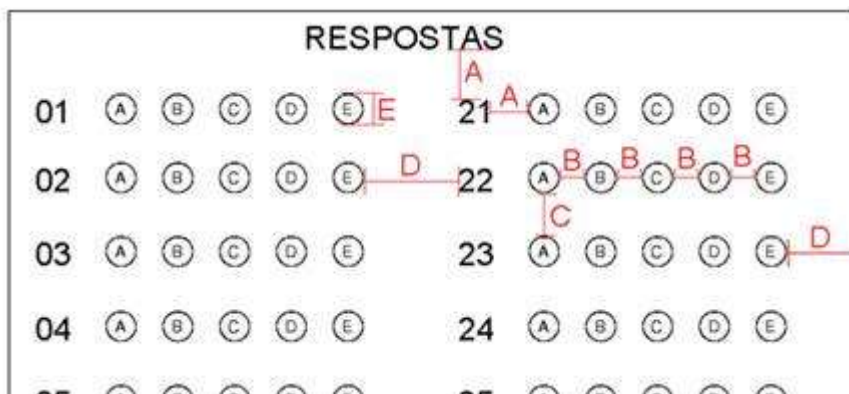 RESPOSTAS
A
01 A B C D E E 21 A A B C D E
B B B B
02 A B C D E D 22 A B C D E
C
03 A B C D E 23 A B C D E D
04 A B C D E 24 A B C D E